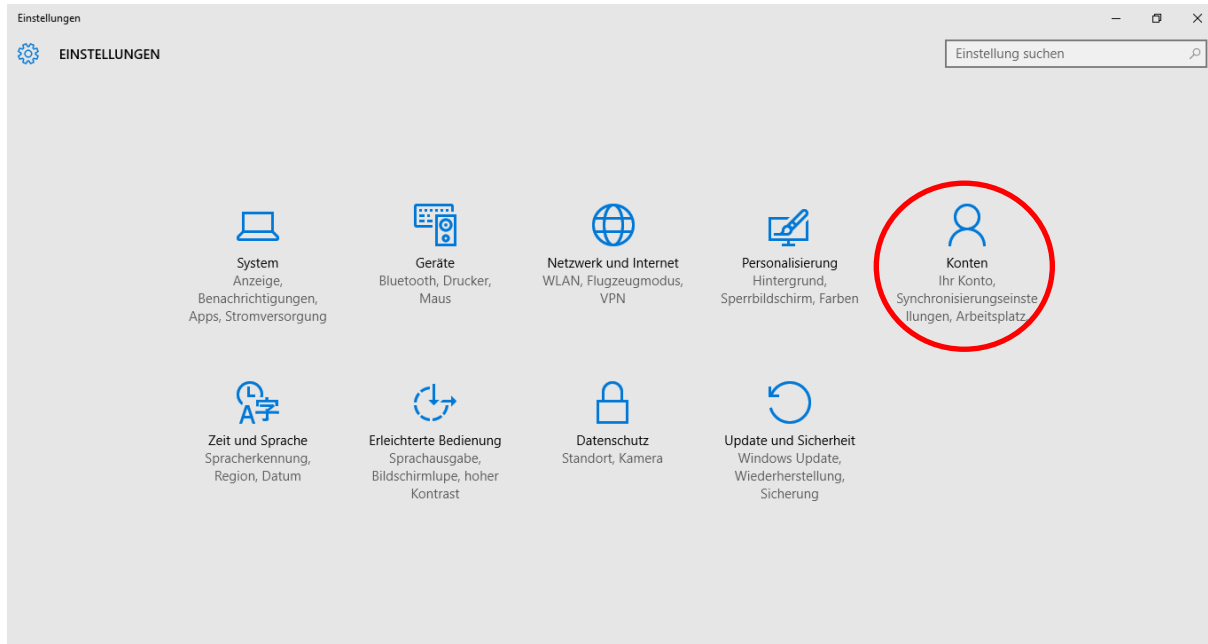 Einstellungen
EINSTELLUNGEN
Einstellung suchen
System
Anzeige,
Benachrichtigungen,
Apps, Stromversorgung
Geräte
Bluetooth, Drucker,
Maus
Netzwerk und Internet
WLAN, Flugzeugmodus,
VPN
Personalisierung
Hintergrund,
Sperrbildschirm, Farben
Konten
Ihr Konto,
Synchronisierungseinste
llungen, Arbeitsplatz,
Zeit und Sprache
Spracherkennung,
Region, Datum
Erleichterte Bedienung
Sprachausgabe,
Bildschirmlupe, hoher
Kontrast
Datenschutz
Standort, Kamera
Update und Sicherheit
Windows Update,
Wiederherstellung,
Sicherung